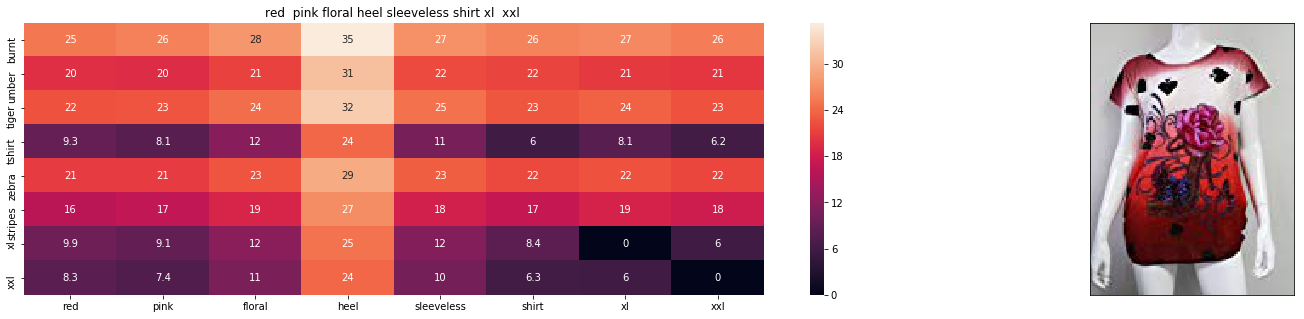 red pink floral heel sleeveless shirt xl xxl
burnt 25 26 28 35 27 26 27 26
umber 20 20 21 31 22 22 21 21
tiger 22 23 24 32 25 23 24 23
tshirt 9.3 8.1 12 24 11 6 8.1 6.2
zebra 21 21 23 29 23 22 22 22
stripes 16 17 19 27 18 17 19 18
xl 9.9 9.1 12 25 12 8.4 0 6
xxl 8.3 7.4 11 24 10 6.3 6 0
red pink floral heel sleeveless shirt xl xxl
30
24
18
12
6
0